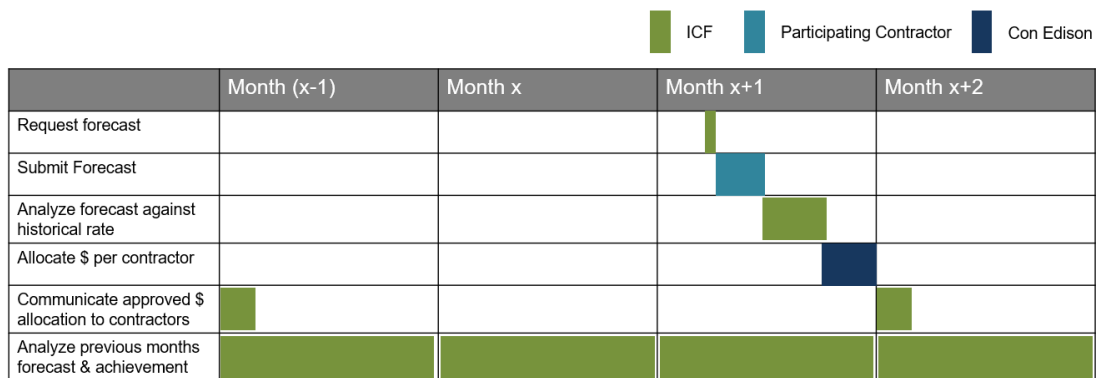 ICF Participating Contractor Con Edison
Month (x-1) Month x Month x+1 Month x+2
Request forecast
Submit Forecast
Analyze forecast against
historical rate
Allocate $ per contractor
Communicate approved $
allocation to contractors
Analyze previous months
forecast & achievement